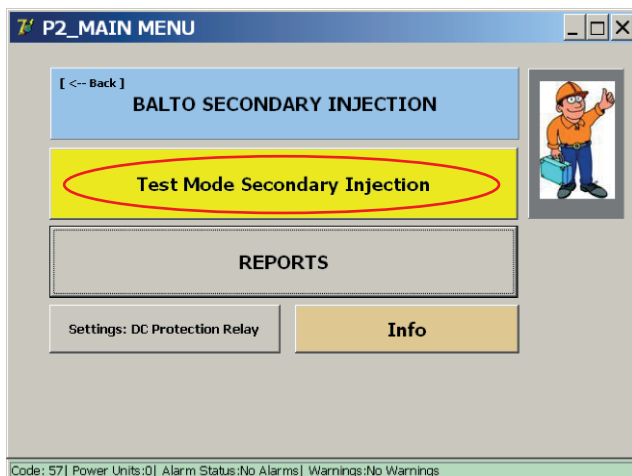 P2_MAIN MENU
[ <-- Back ]
BALTO SECONDARY INJECTION
Test Mode Secondary Injection
REPORTS
Settings: DC Protection Relay
Info
Code: 57| Power Units:0| Alarm Status:No Alarms| Warnings:No Warnings